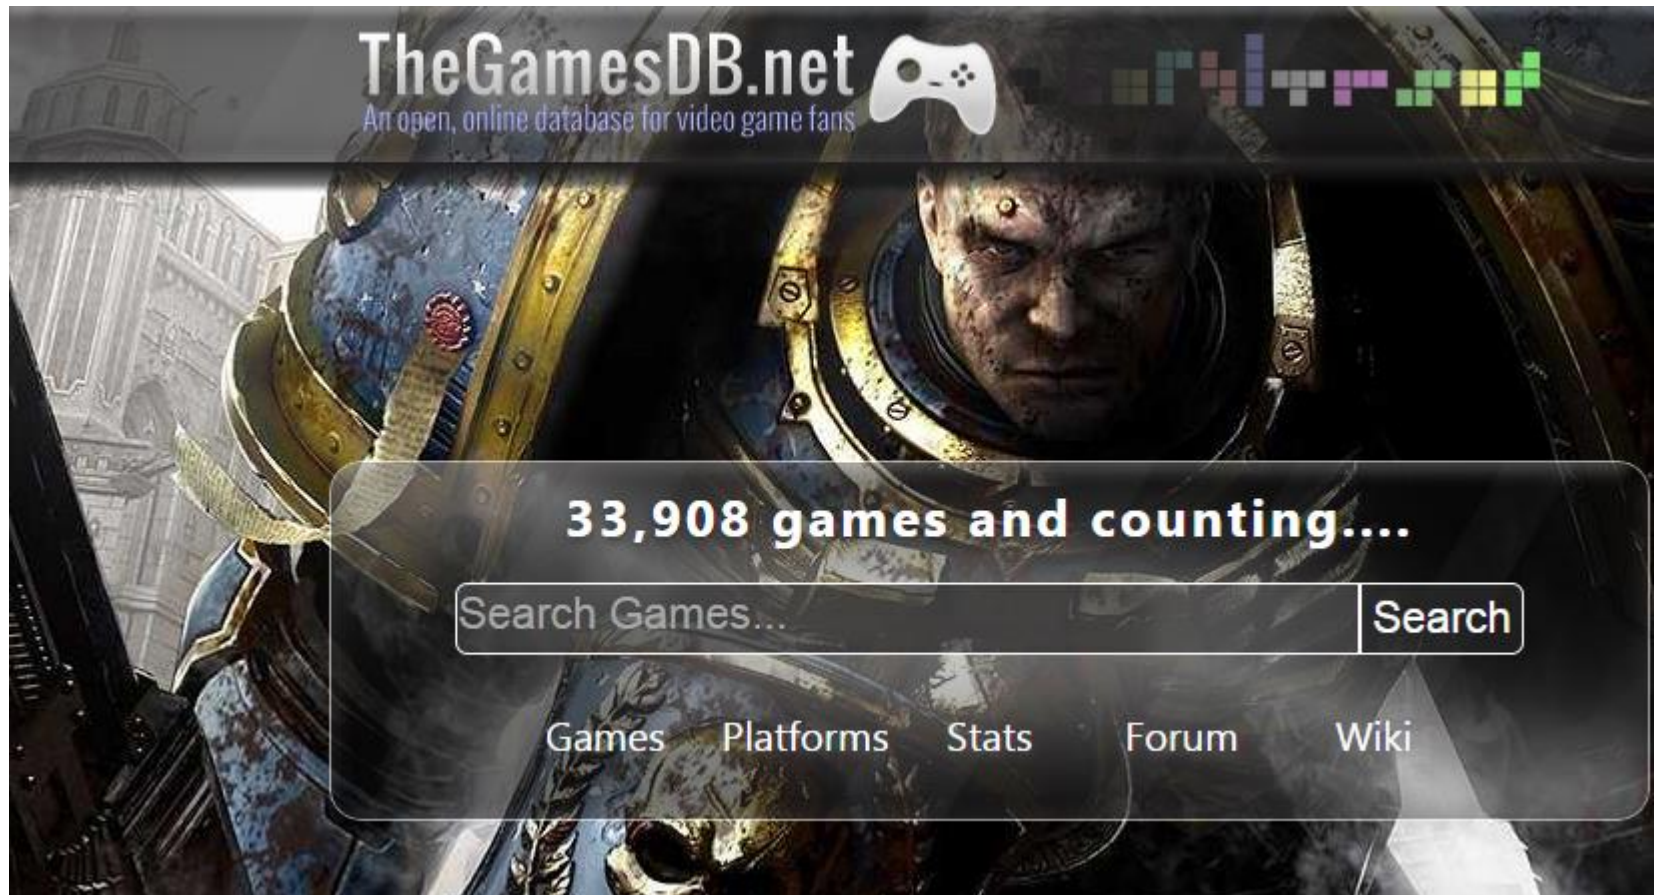 TheGamesDB.net
An open, online database for video game fans
33,908 games and counting....
Search Games...
Search
Games Platforms Stats Forum Wiki